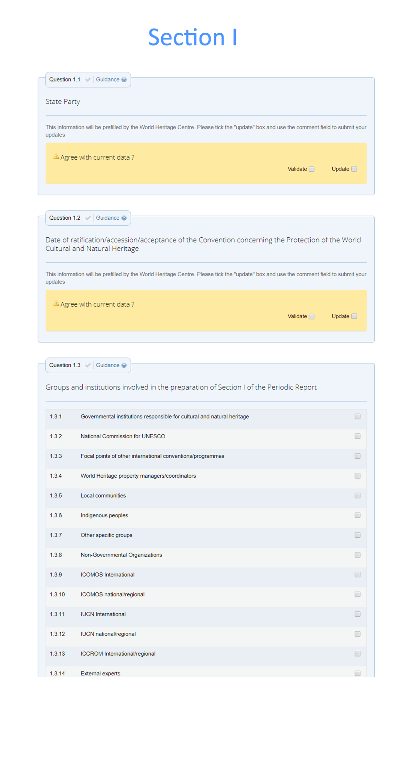 Section I
Question 1.1 Guidance
State Party
This information will be prefilled by the World Heritage Centre. Please tick the "update" box and use the comment field to submit your
updates
Agree with current data ?
Validate Update
Question 1.2 Guidance
Date of ratification/accession/acceptance of the Convention concerning the Protection of the World
Cultural and Natural Heritage
This information will be prefilled by the World Heritage Centre. Please tick the "update" box and use the comment field to submit your
updates
Agree with current data ?
Validate Update
Question 1.3 Guidance
Groups and institutions involved in the preparation of Section I of the Periodic Report
1.3.1 Governmental institutions responsible for cultural and natural heritage
1.3.2 National Commission for UNESCO
1.3.3 Focal points of other international conventions/programmes
1.3.4 World Heritage property managers/coordinators
1.3.5 Local communities
1.3.6 Indigenous peoples
1.3.7 Other specific groups
1.3.8 Non-Governmental Organizations
1.3.9 ICOMOS International
1.3.10 ICOMOS national/regional
1.3.11 IUCN International
1.3.12 IUCN national/regional
1.3.13 ICCROM International/regional
1.3.14 External experts